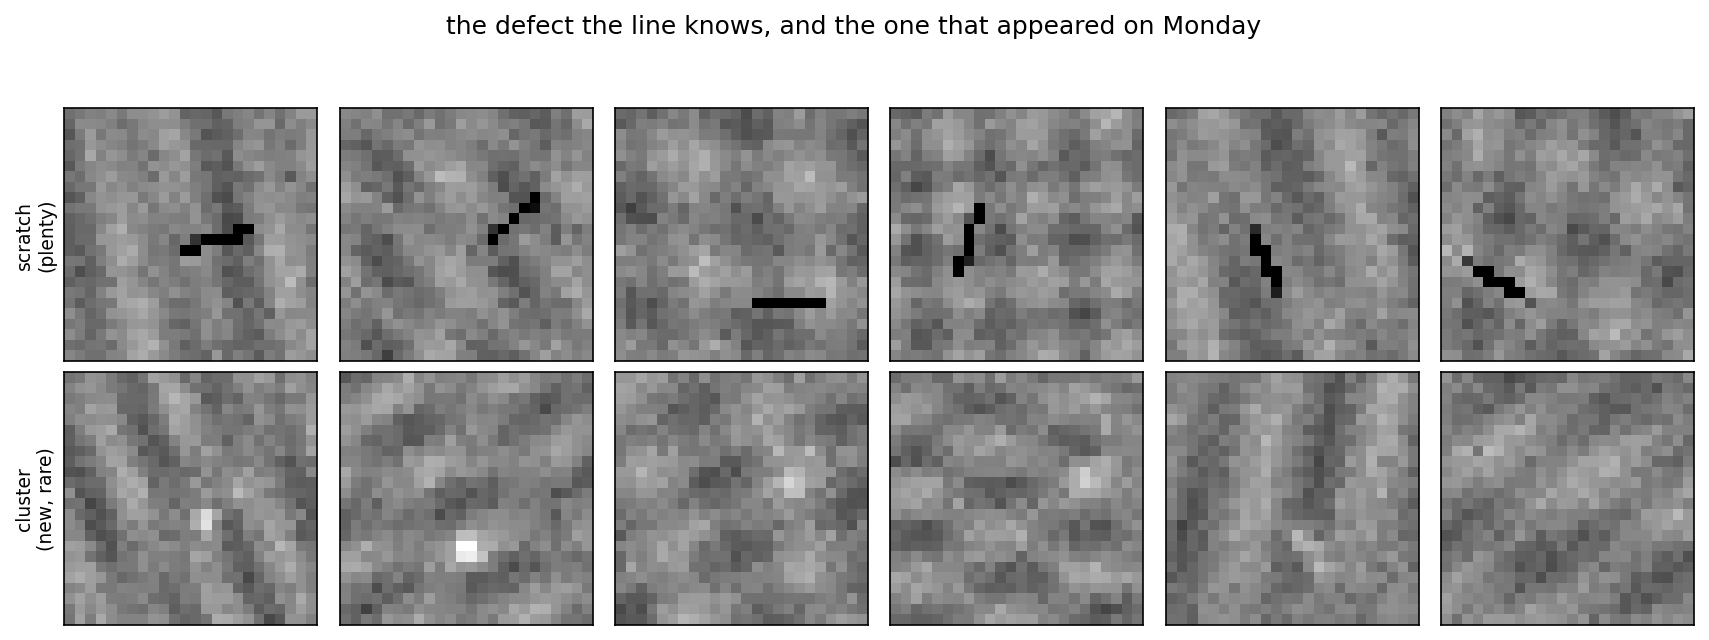 the defect the line knows, and the one that appeared on Monday
scratch
(plenty)
cluster
(new, rare)